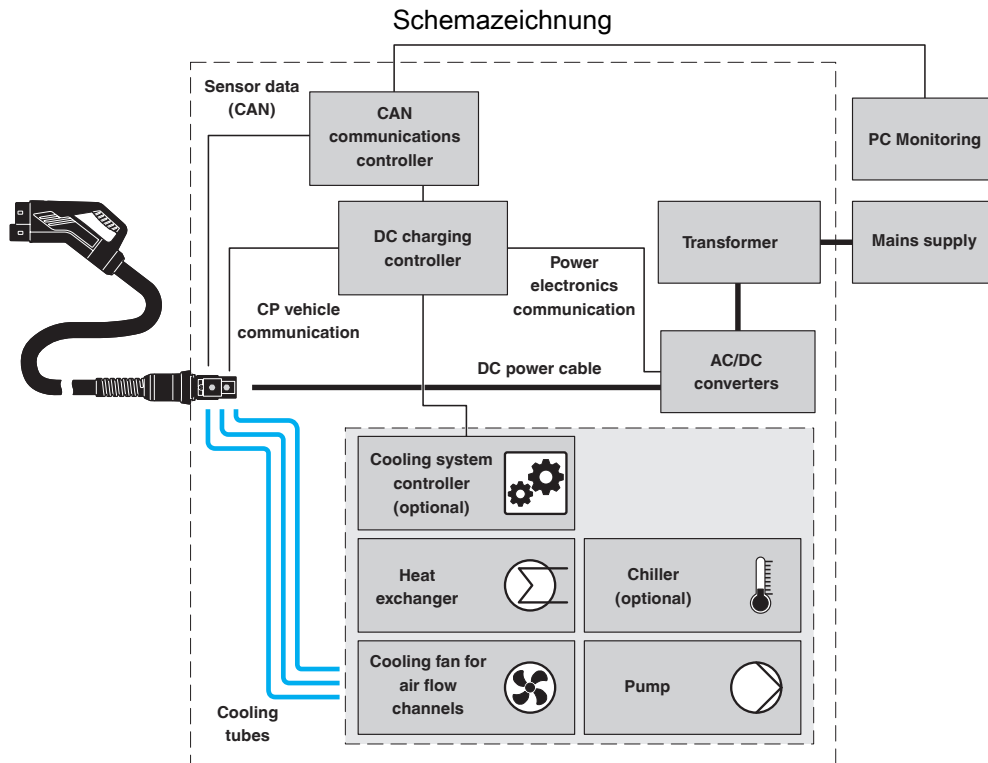 Schemazeichnung
Sensor data
(CAN)
CAN
communications
controller
PC Monitoring
DC charging
controller
Transformer
Mains supply
Power
electronics
communication
CP vehicle
communication
DC power cable
AC/DC
converters
Cooling system
controller
(optional)
Heat
exchanger
Chiller
(optional)
Cooling fan for
air flow
channels
Pump
Cooling
tubes